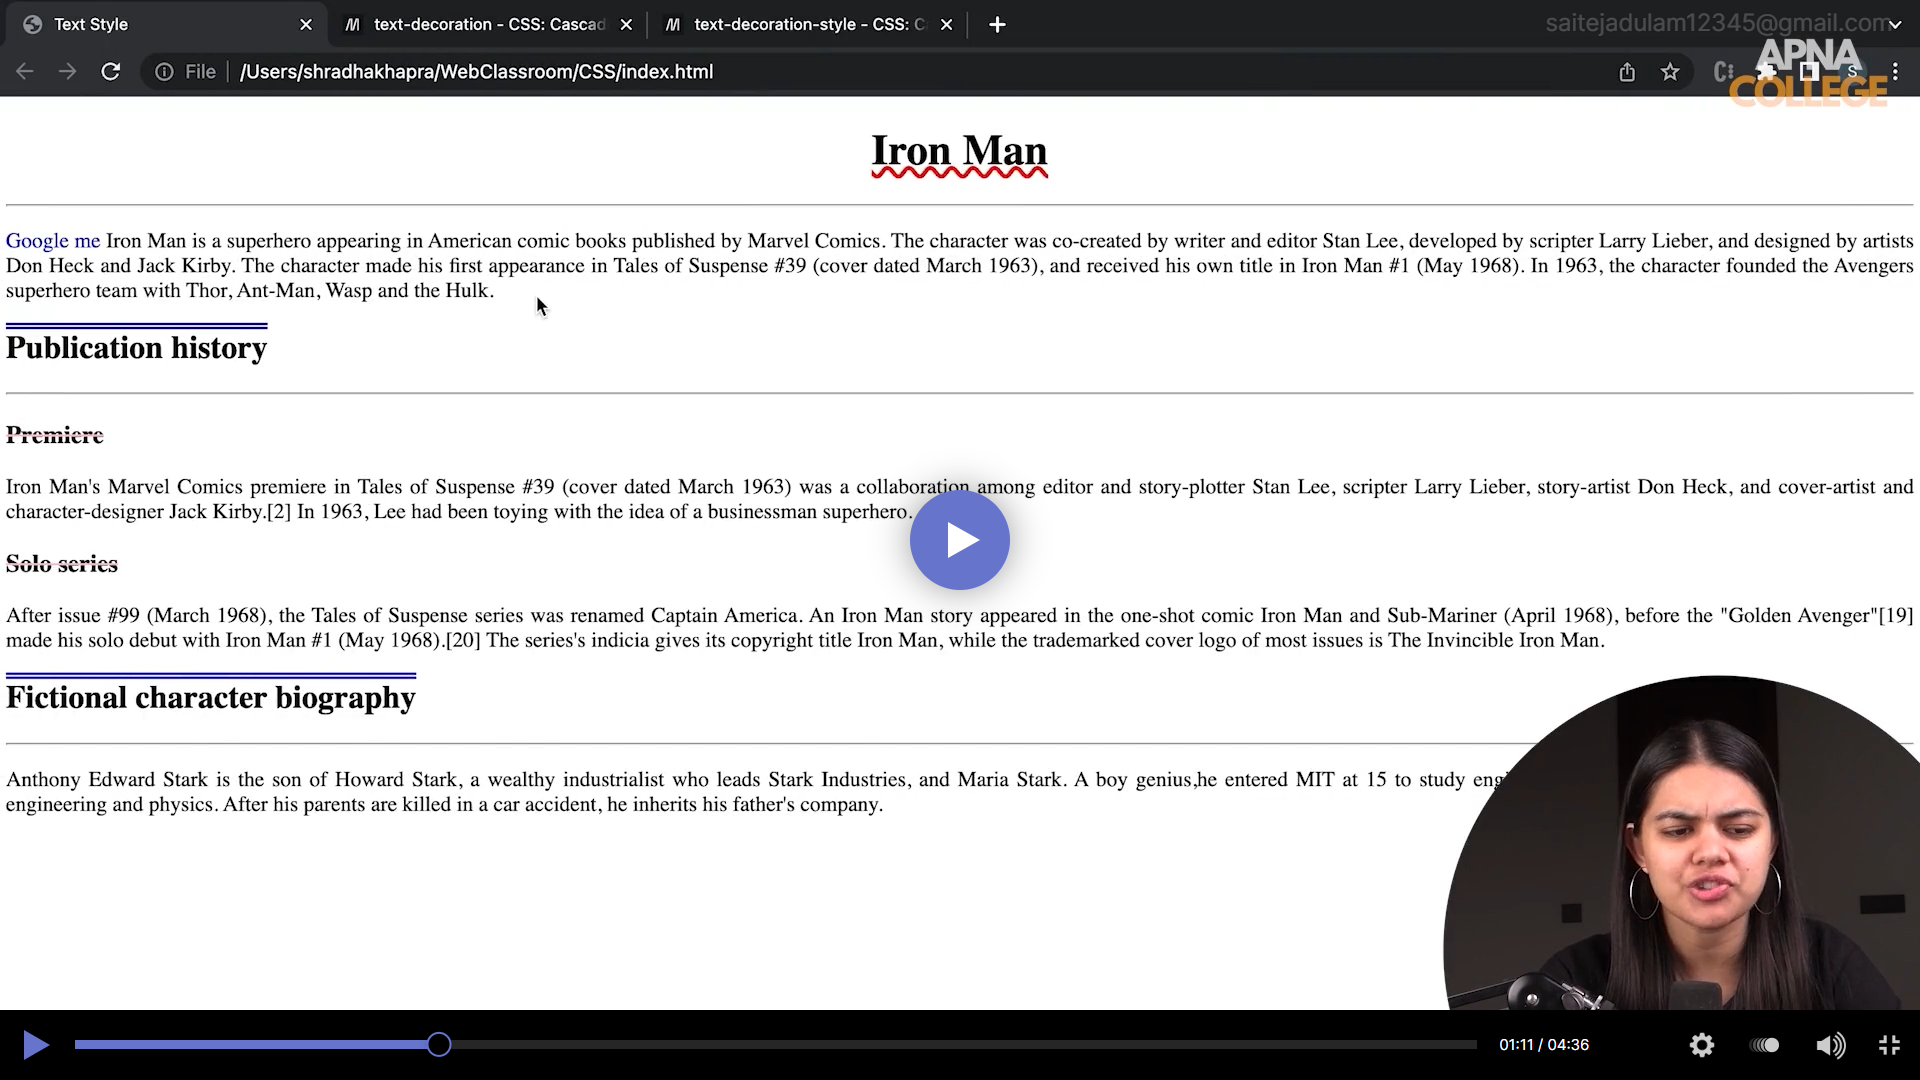 Text Style
text-decoration - CSS: Cascad
text-decoration-style - CSS: C
saitejadulam12345@gmail.com
File
/Users/shradhakhapra/WebClassroom/CSS/index.html
S
APNA
COLLEGE
Iron Man
Google me Iron Man is a superhero appearing in American comic books published by Marvel Comics. The character was co-created by writer and editor Stan Lee, developed by scripter Larry Lieber, and designed by artists
Don Heck and Jack Kirby. The character made his first appearance in Tales of Suspense #39 (cover dated March 1963), and received his own title in Iron Man #1 (May 1968). In 1963, the character founded the Avengers
superhero team with Thor, Ant-Man, Wasp and the Hulk.
Publication history
Premiere
Iron Man's Marvel Comics premiere in Tales of Suspense #39 (cover dated March 1963) was a collaboration among editor and story-plotter Stan Lee, scripter Larry Lieber, story-artist Don Heck, and cover-artist and
character-designer Jack Kirby.[2] In 1963, Lee had been toying with the idea of a businessman superhero.
Solo series
After issue #99 (March 1968), the Tales of Suspense series was renamed Captain America. An Iron Man story appeared in the one-shot comic Iron Man and Sub-Mariner (April 1968), before the "Golden Avenger"[19]
made his solo debut with Iron Man #1 (May 1968).[20] The series's indicia gives its copyright title Iron Man, while the trademarked cover logo of most issues is The Invincible Iron Man.
Fictional character biography
Anthony Edward Stark is the son of Howard Stark, a wealthy industrialist who leads Stark Industries, and Maria Stark. A boy genius,he entered MIT at 15 to study eng
engineering and physics. After his parents are killed in a car accident, he inherits his father's company.
01:11 / 04:36